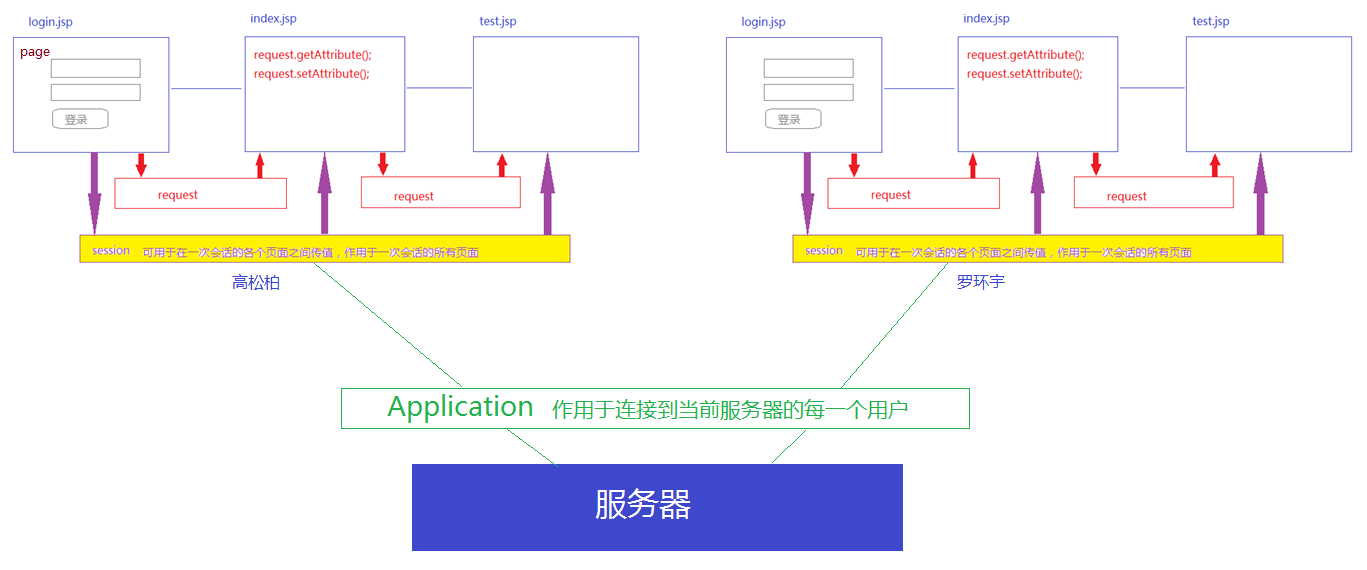 login.jsp
index.jsp
test.jsp
page
登录
request.getAttribute();
request.setAttribute();
request
request
session 可用于在一次会话的各个页面之间传值，作用于一次会话的所有页面
高松柏
login.jsp
index.jsp
test.jsp
登录
request.getAttribute();
request.setAttribute();
request
request
session 可用于在一次会话的各个页面之间传值，作用于一次会话的所有页面
罗环宇
Application 作用于连接到当前服务器的每一个用户
服务器